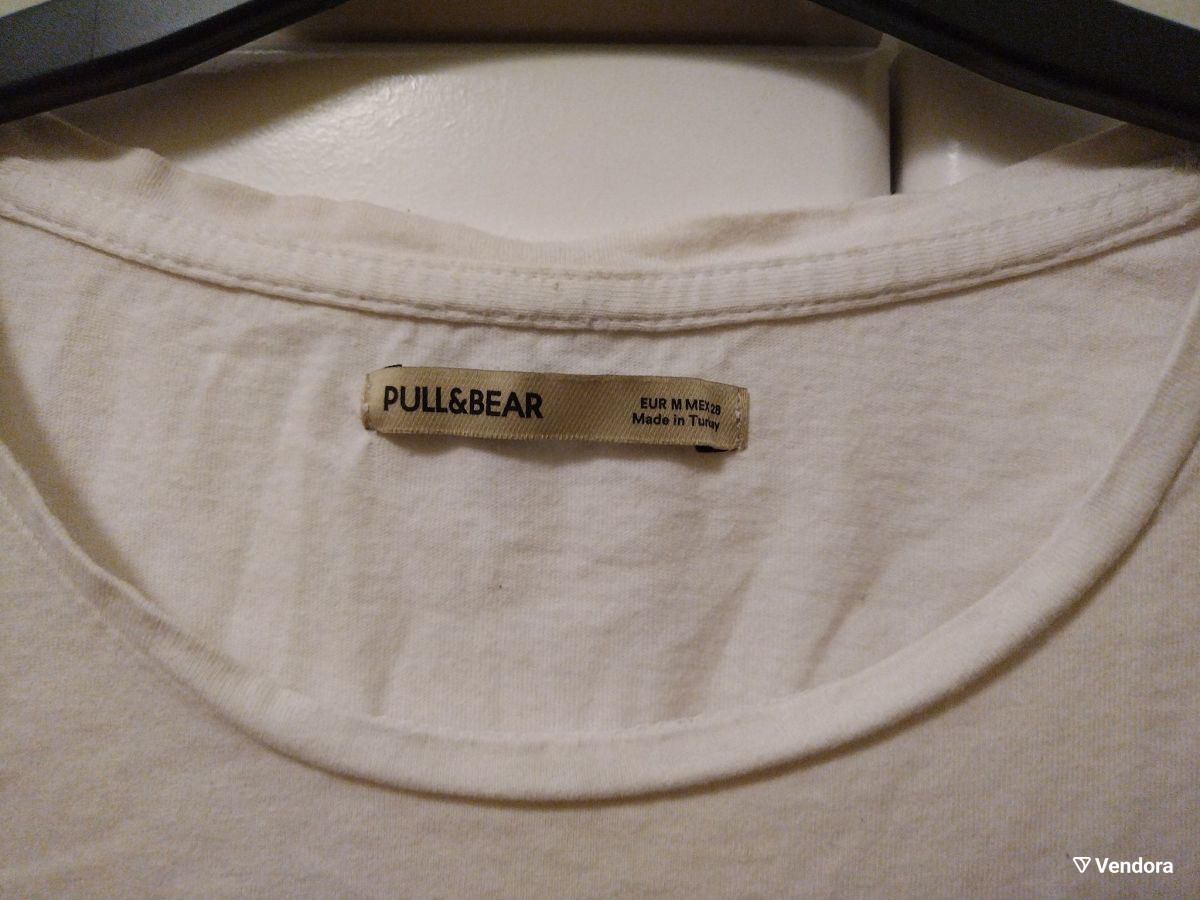 PULL&BEAR
EUR M MEX 28
Made in Turkey
Vendora